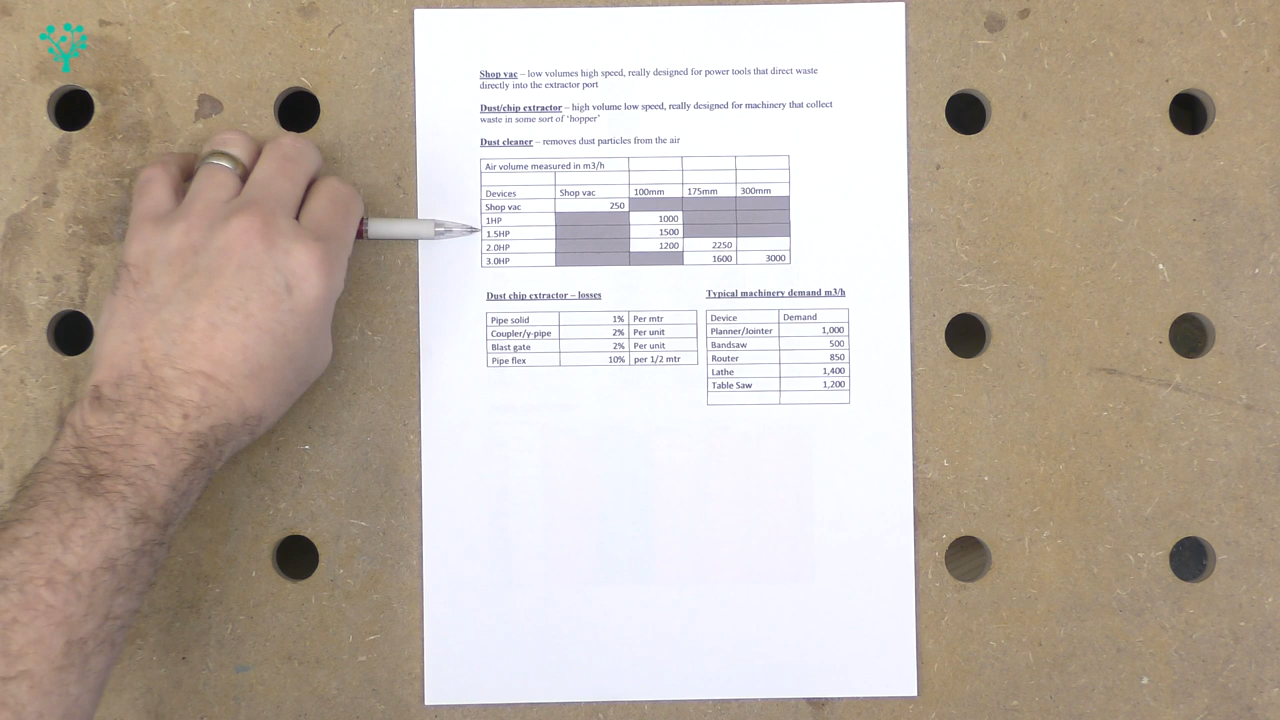 Shop vac – low volumes high speed, really designed for power tools that direct waste
directly into the extractor port
Dust/chip extractor – high volume low speed, really designed for machinery that collect
waste in some sort of 'hopper'
Dust cleaner – removes dust particles from the air
Air volume measured in m3/h
Devices Shop vac 100mm 175mm 300mm
Shop vac 250
1HP 1000
1.5HP 1500
2.0HP 1200 2250
3.0HP 1600 3000
Dust chip extractor – losses
Pipe solid 1% Per mtr
Coupler/y-pipe 2% Per unit
Blast gate 2% Per unit
Pipe flex 10% per 1/2 mtr
Typical machinery demand m3/h
Device Demand
Planner/Jointer 1,000
Bandsaw 500
Router 850
Lathe 1,400
Table Saw 1,200